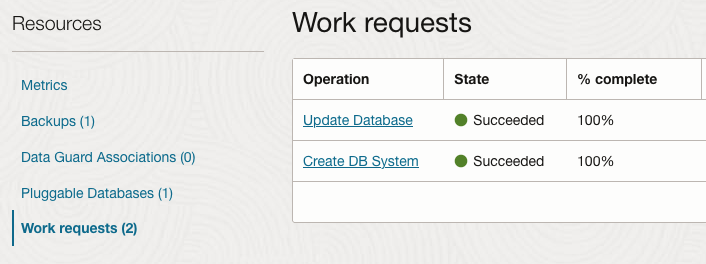 Resources
Metrics
Backups (1)
Data Guard Associations (0)
Pluggable Databases (1)
Work requests (2)
Work requests
Operation State % complete
Update Database Succeeded 100%
Create DB System Succeeded 100%